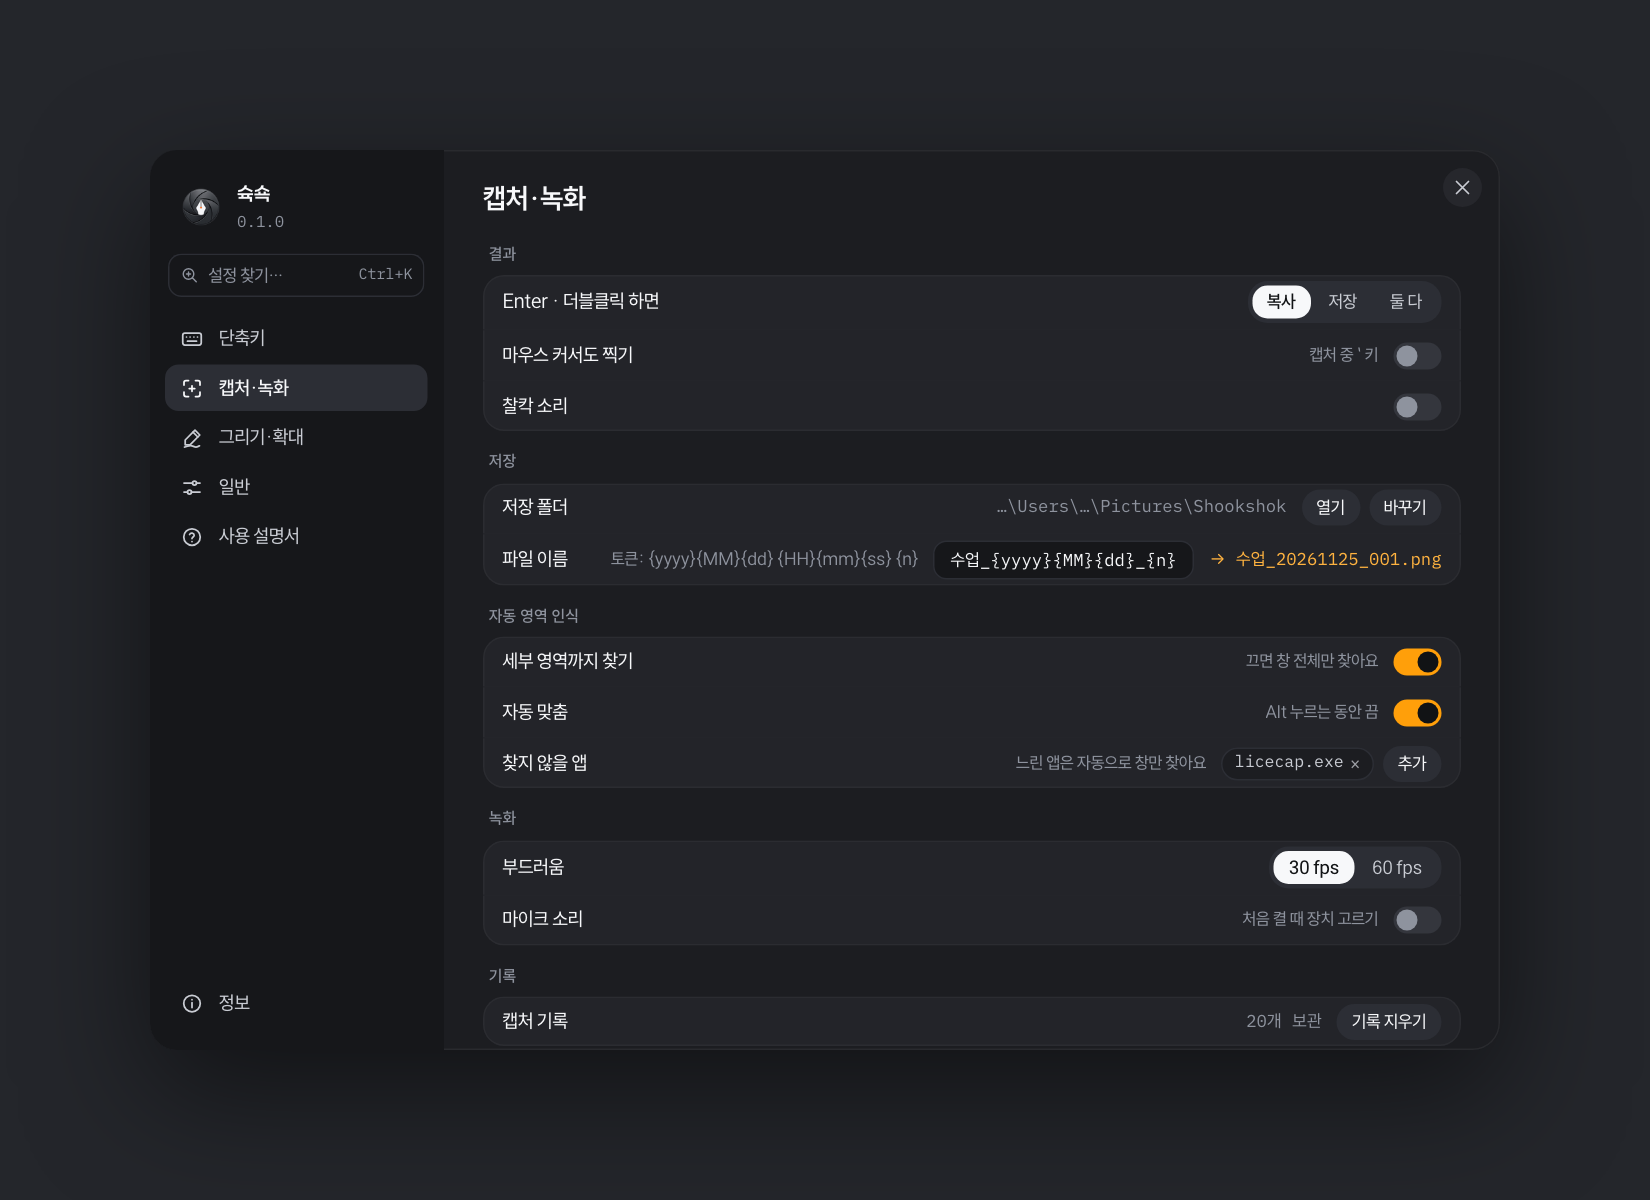 슉쇽
0.1.0
설정 찾기… Ctrl+K
단축키
캡처·녹화
그리기·확대
일반
사용 설명서
정보
캡처·녹화
결과
Enter · 더블클릭 하면 복사 저장 둘 다
마우스 커서도 찍기 캡처 중 ` 키
찰칵 소리
저장
저장 폴더 …\Users\…\Pictures\Shookshok 열기 바꾸기
파일 이름 토큰: {yyyy}{MM}{dd} {HH}{mm}{ss} {n} 수업_{yyyy}{MM}{dd}_{n} → 수업_20261125_001.png
자동 영역 인식
세부 영역까지 찾기 끄면 창 전체만 찾아요
자동 맞춤 Alt 누르는 동안 끔
찾지 않을 앱 느린 앱은 자동으로 창만 찾아요 licecap.exe × 추가
녹화
부드러움 30 fps 60 fps
마이크 소리 처음 켤 때 장치 고르기
기록
캡처 기록 20개 보관 기록 지우기